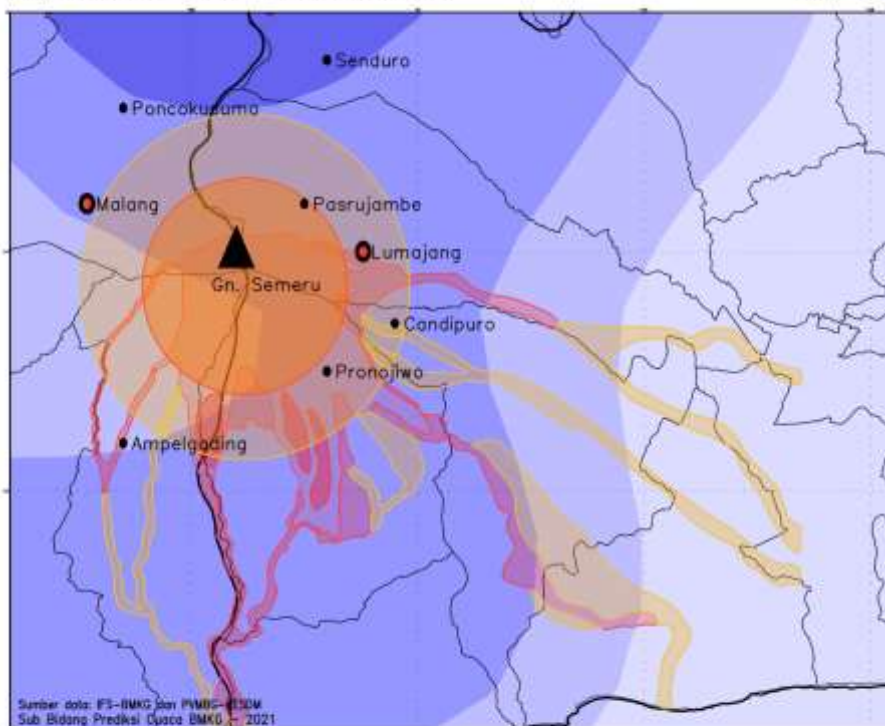 Senduro
Poncokusumo
Malang
Pasrujambe
Lumajang
Gn. Semeru
Candipuro
Pronojiwo
Ampelgading
Sumber data: IFS-BMKG dan PVMBG-ESDM
Sub Bidang Prediksi Cuaca BMKG - 2021